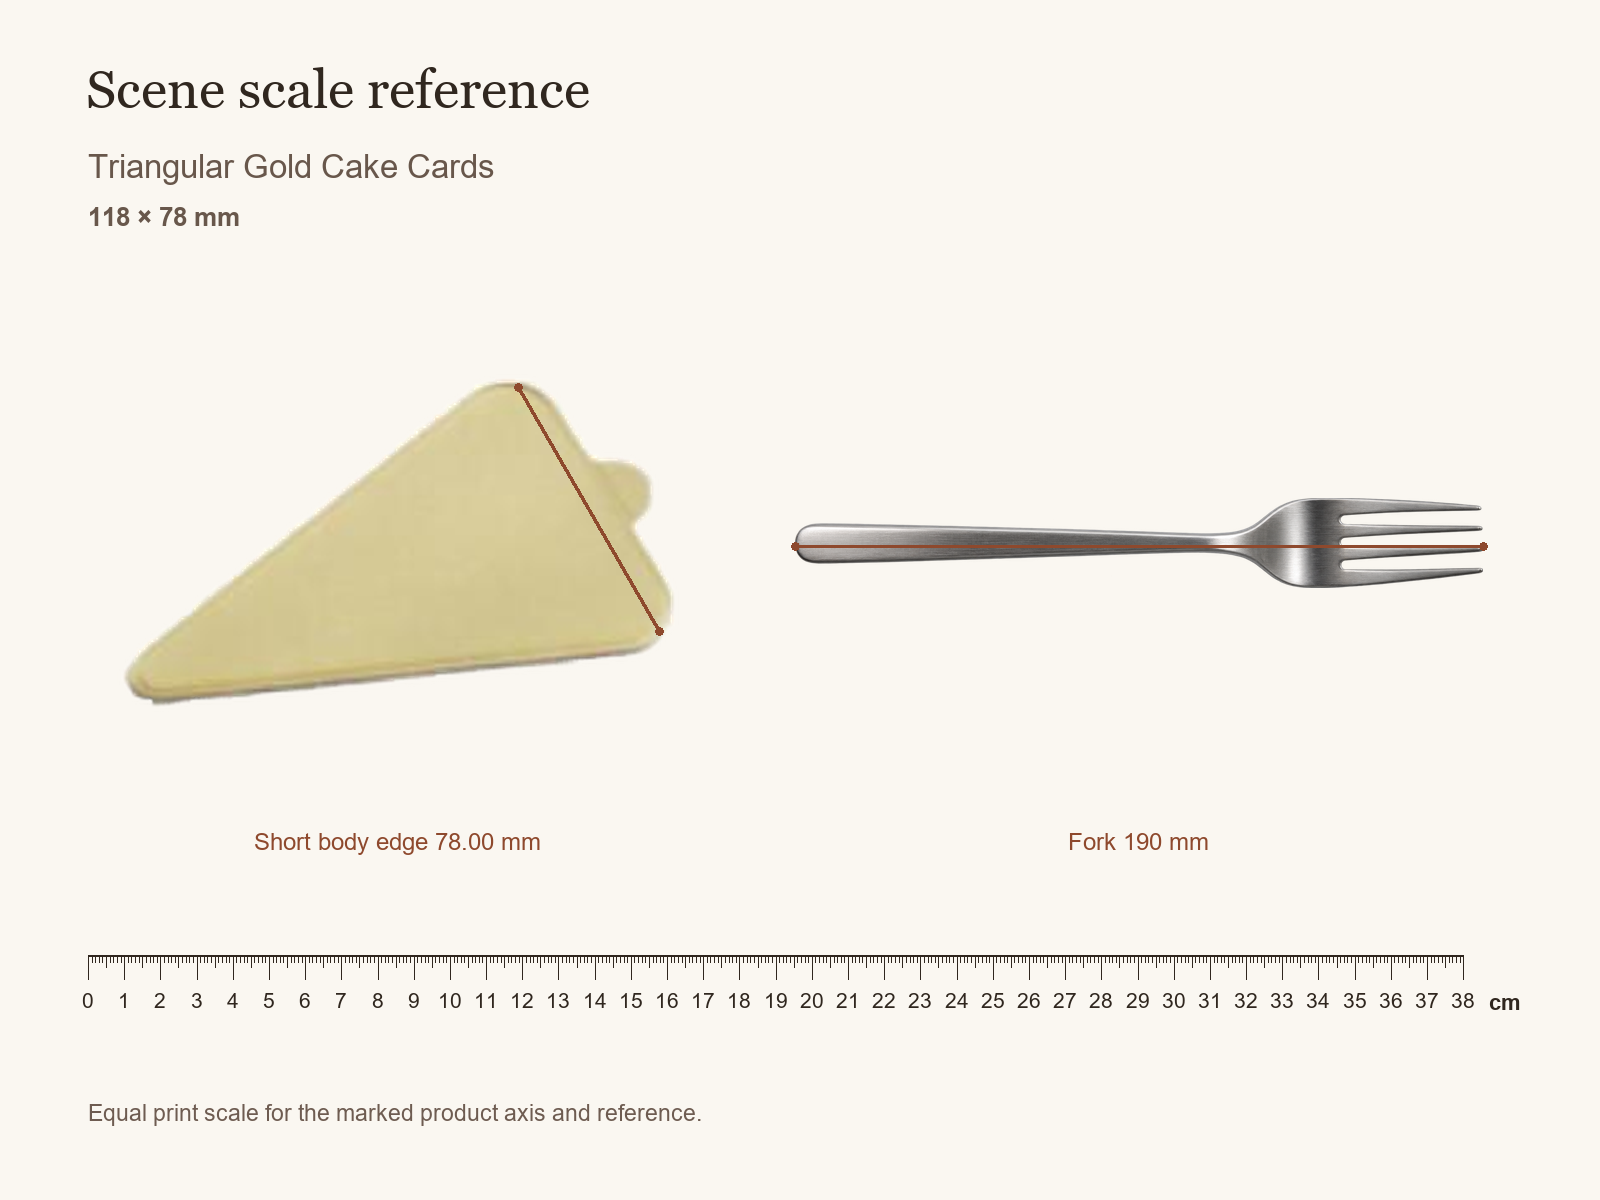 Scene scale reference
Triangular Gold Cake Cards
118 × 78 mm
Short body edge 78.00 mm
Fork 190 mm
0 1 2 3 4 5 6 7 8 9 10 11 12 13 14 15 16 17 18 19 20 21 22 23 24 25 26 27 28 29 30 31 32 33 34 35 36 37 38 cm
Equal print scale for the marked product axis and reference.